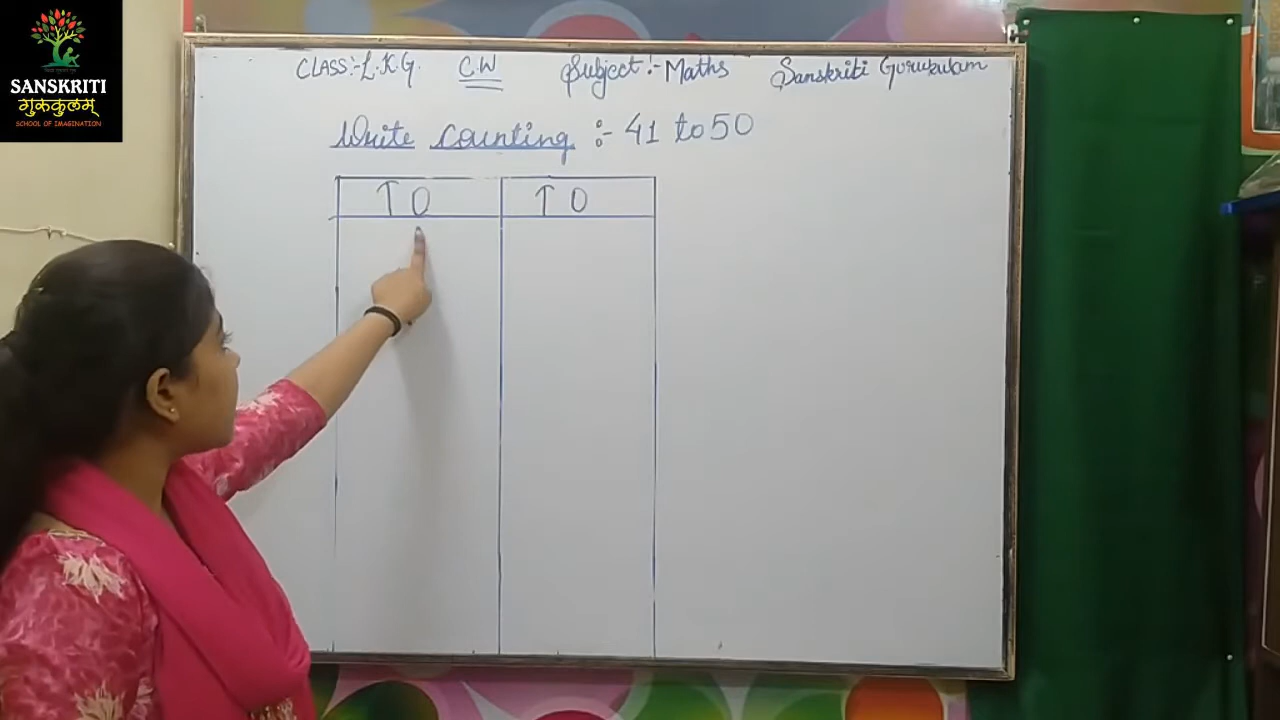 SANSKRITI
गुरुकुलम्
SCHOOL OF IMAGINATION
CLASS:- L.K.G. C.W Subject:- Maths Sanskriti Gurukulam
Write counting :- 41 to 50
T O T O